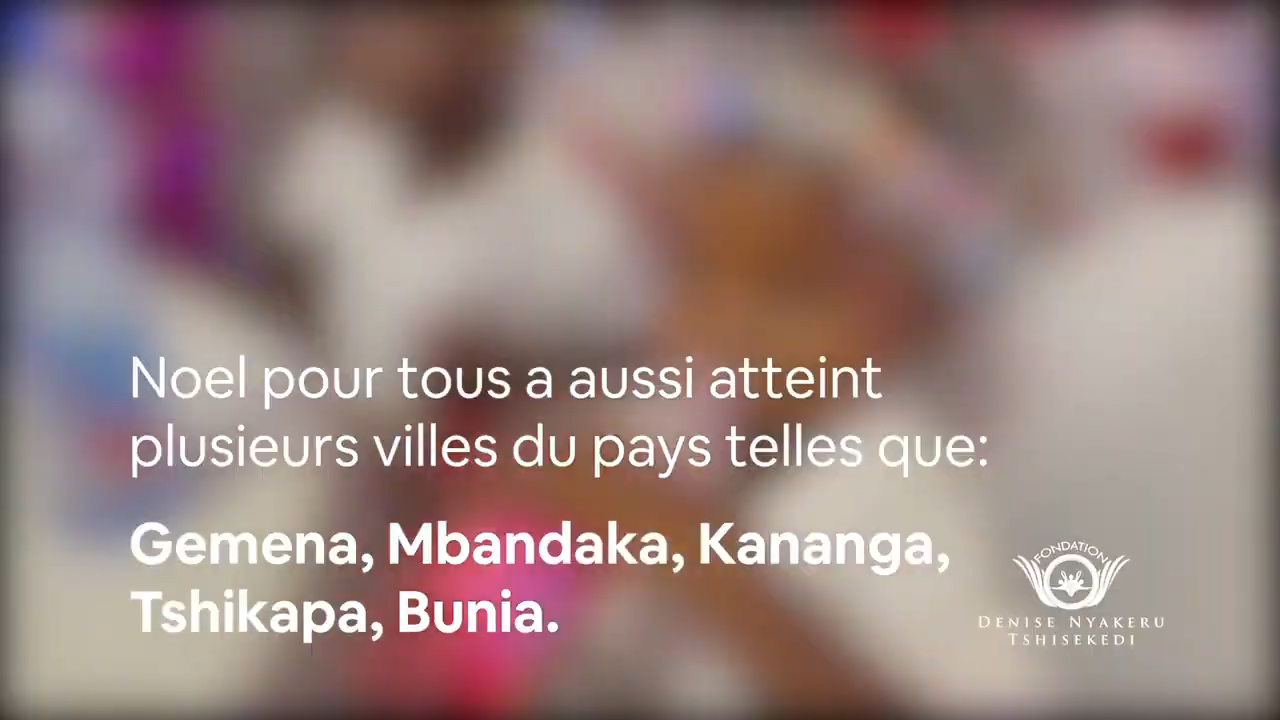 Noel pour tous a aussi atteint
plusieurs villes du pays telles que:
Gemena, Mbandaka, Kananga,
Tshikapa, Bunia.
FONDATION
DENISE NYAKERU
TSHISEKEDI